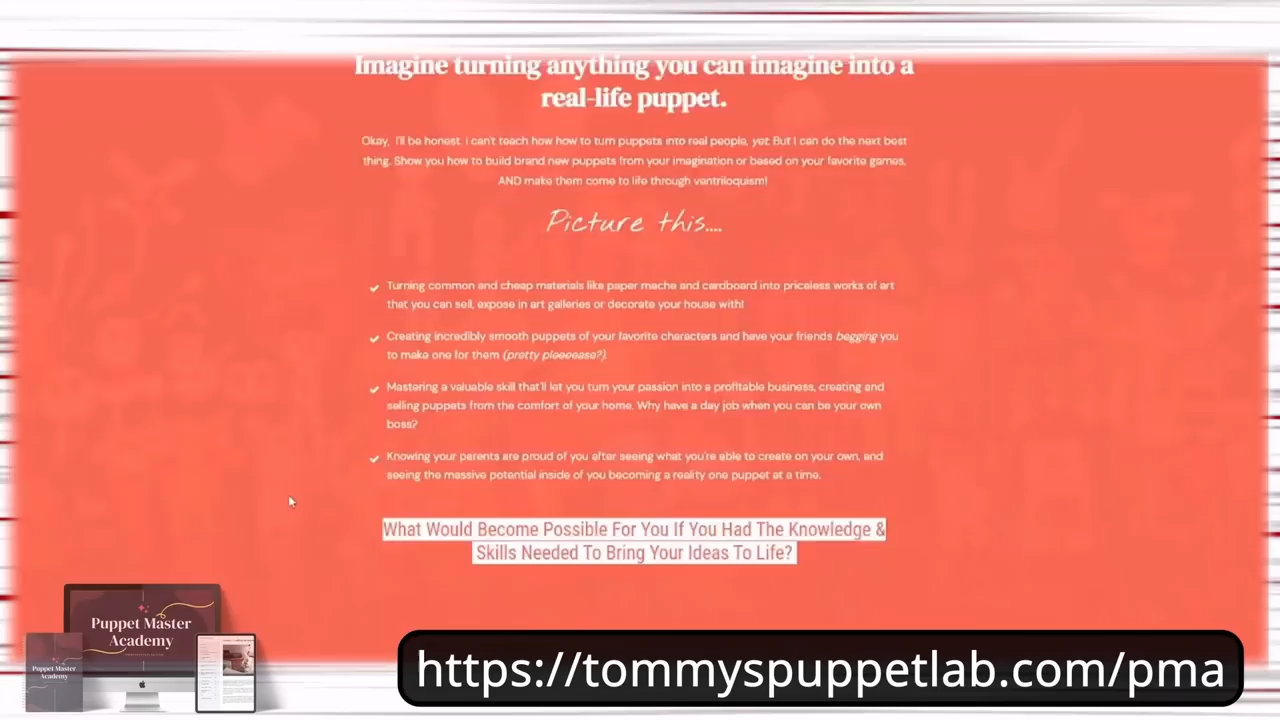 Imagine turning anything you can imagine into a
real-life puppet.
Okay, I'll be honest. I can't teach how how to turn puppets into real people, yet. But I can do the next best
thing. Show you how to build brand new puppets from your imagination or based on your favorite games,
AND make them come to life through ventriloquism!
Picture this....
Turning common and cheap materials like paper mache and cardboard into priceless works of art
that you can sell, expose in art galleries or decorate your house with!
Creating incredibly smooth puppets of your favorite characters and have your friends begging you
to make one for them (pretty pleeeease?).
Mastering a valuable skill that'll let you turn your passion into a profitable business, creating and
selling puppets from the comfort of your home. Why have a day job when you can be your own
boss?
Knowing your parents are proud of you after seeing what you're able to create on your own, and
seeing the massive potential inside of you becoming a reality one puppet at a time.
What Would Become Possible For You If You Had The Knowledge &
Skills Needed To Bring Your Ideas To Life?
Puppet Master
Academy
Puppet Master
Academy
https://tommyspuppetlab.com/pma